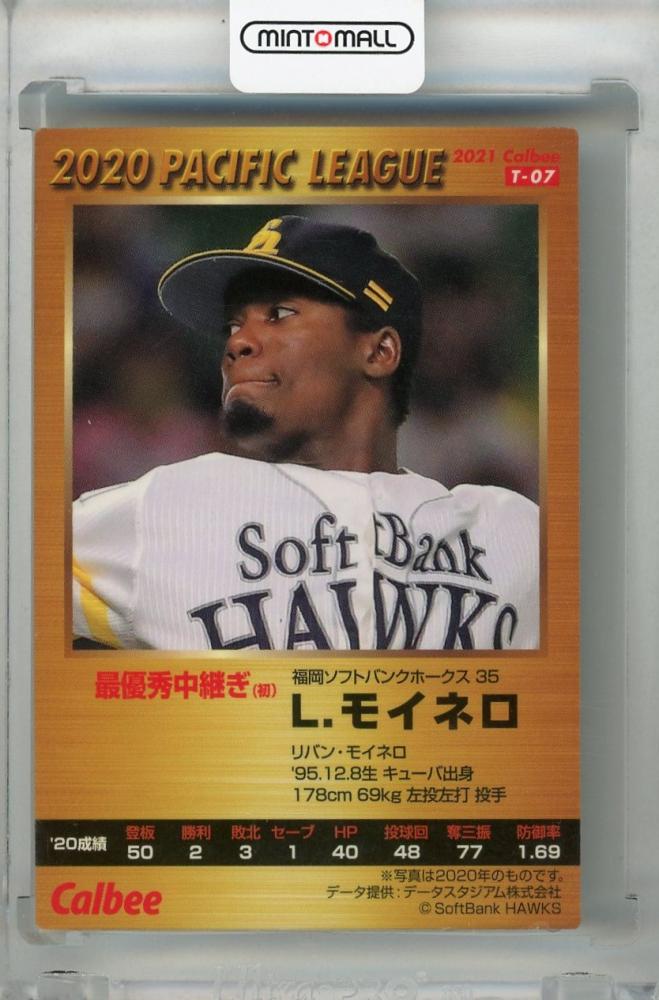 MINTMALL
2020 PACIFIC LEAGUE
2021 Calbee
T-07
SoftBank
HAWKS
最優秀中継ぎ(初)
福岡ソフトバンクホークス 35
L.モイネロ
リバン・モイネロ
'95.12.8生 キューバ出身
178cm 69kg 左投左打 投手
'20成績 登板 勝利 敗北 セーブ HP 投球回 奪三振 防御率
50 2 3 1 40 48 77 1.69
※写真は2020年のものです。
データ提供:データスタジアム株式会社
Calbee
© SoftBank HAWKS